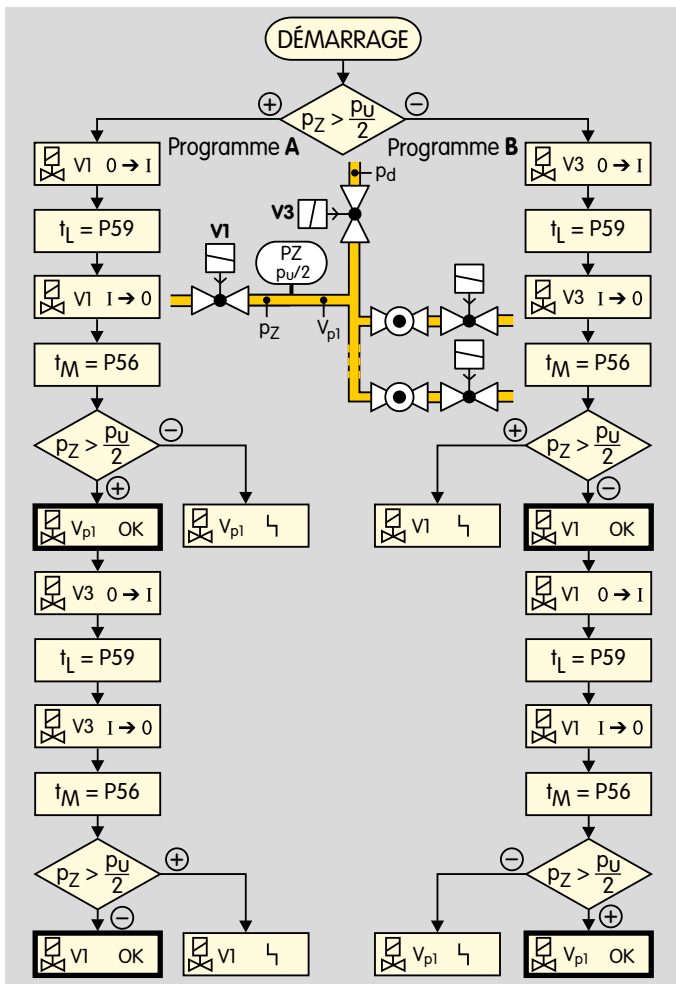 DÉMARRAGE
pZ > pu/2
⊕ ⊖
Programme A
Programme B
V1 0 → I
V3 0 → I
pd
V3
V1
tL = P59
tL = P59
PZ
pu/2
V1 I → 0
V3 I → 0
pZ
Vp1
tM = P56
tM = P56
pZ > pu/2
⊖
⊕
pZ > pu/2
⊕
⊖
Vp1 OK
Vp1
V1
V1 OK
V3 0 → I
V1 0 → I
tL = P59
tL = P59
V3 I → 0
V1 I → 0
tM = P56
tM = P56
pZ > pu/2
⊕
⊖
pZ > pu/2
⊖
⊕
V1 OK
V1
Vp1
Vp1 OK